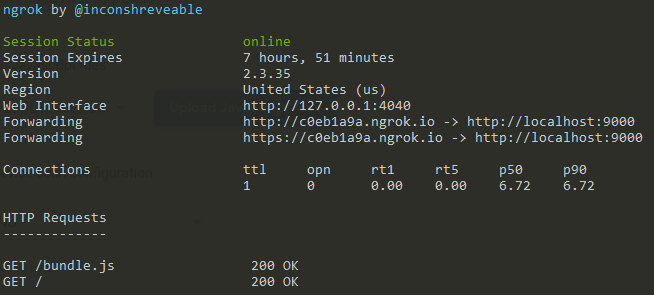 ngrok by @inconshreveable
Session Status online
Session Expires 7 hours, 51 minutes
Version 2.3.35
Region United States (us)
Web Interface http://127.0.0.1:4040
Forwarding http://c0eb1a9a.ngrok.io -> http://localhost:9000
Forwarding https://c0eb1a9a.ngrok.io -> http://localhost:9000
Connections ttl opn rt1 rt5 p50 p90
1 0 0.00 0.00 6.72 6.72
HTTP Requests
-------------
GET /bundle.js 200 OK
GET / 200 OK